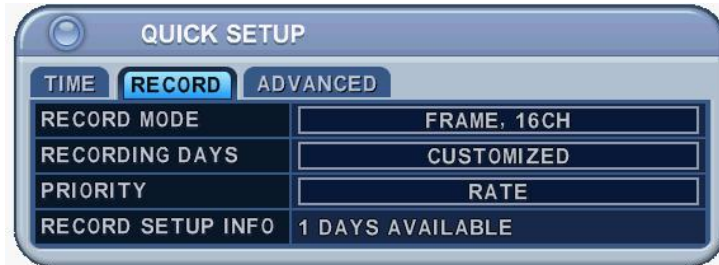 QUICK SETUP
TIME RECORD ADVANCED
RECORD MODE FRAME, 16CH
RECORDING DAYS CUSTOMIZED
PRIORITY RATE
RECORD SETUP INFO 1 DAYS AVAILABLE